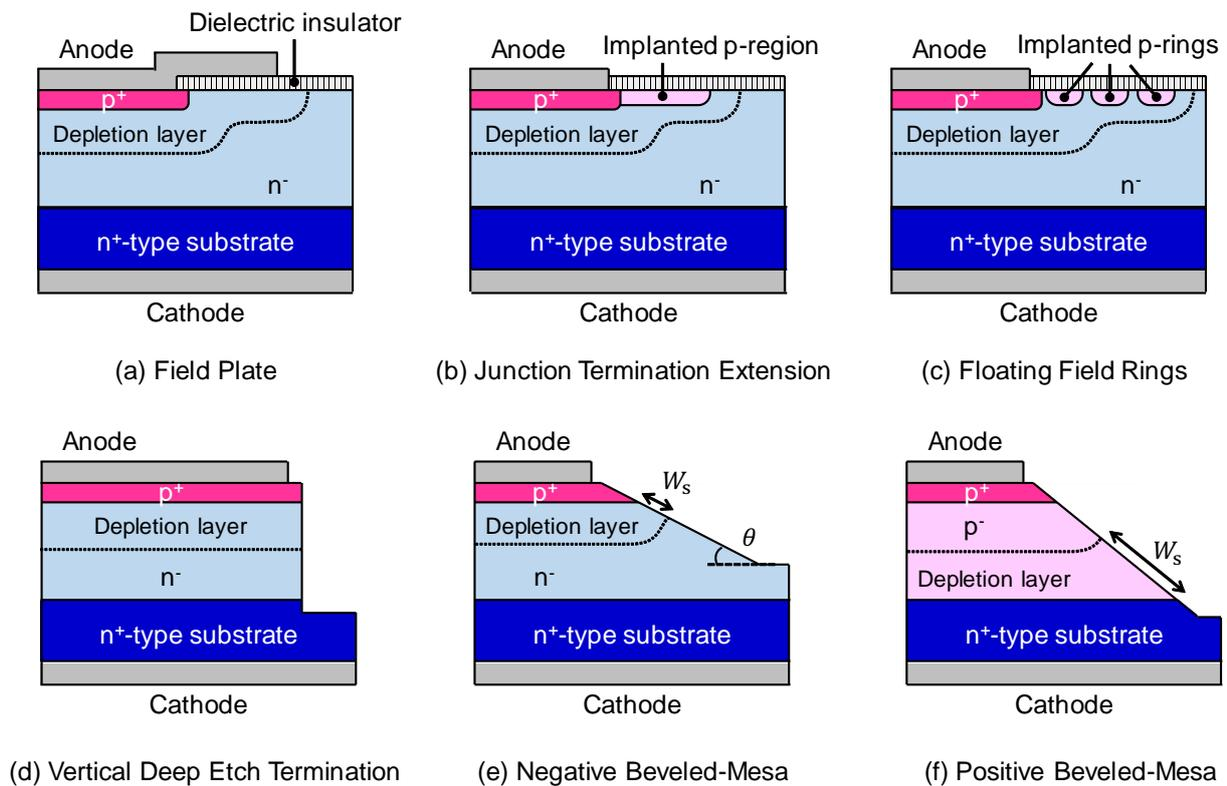 Dielectric insulator
Anode
p+
Depletion layer
n-
n+-type substrate
Cathode
(a) Field Plate
Anode
Implanted p-region
Depletion layer
n-
n+-type substrate
Cathode
(b) Junction Termination Extension
Anode
Implanted p-rings
p+
Depletion layer
n-
n+-type substrate
Cathode
(c) Floating Field Rings
Anode
p+
Depletion layer
n-
n+-type substrate
Cathode
(d) Vertical Deep Etch Termination
Anode
p+
Ws
Depletion layer
θ
n-
n+-type substrate
Cathode
(e) Negative Beveled-Mesa
Anode
p+
p-
Ws
Depletion layer
n+-type substrate
Cathode
(f) Positive Beveled-Mesa